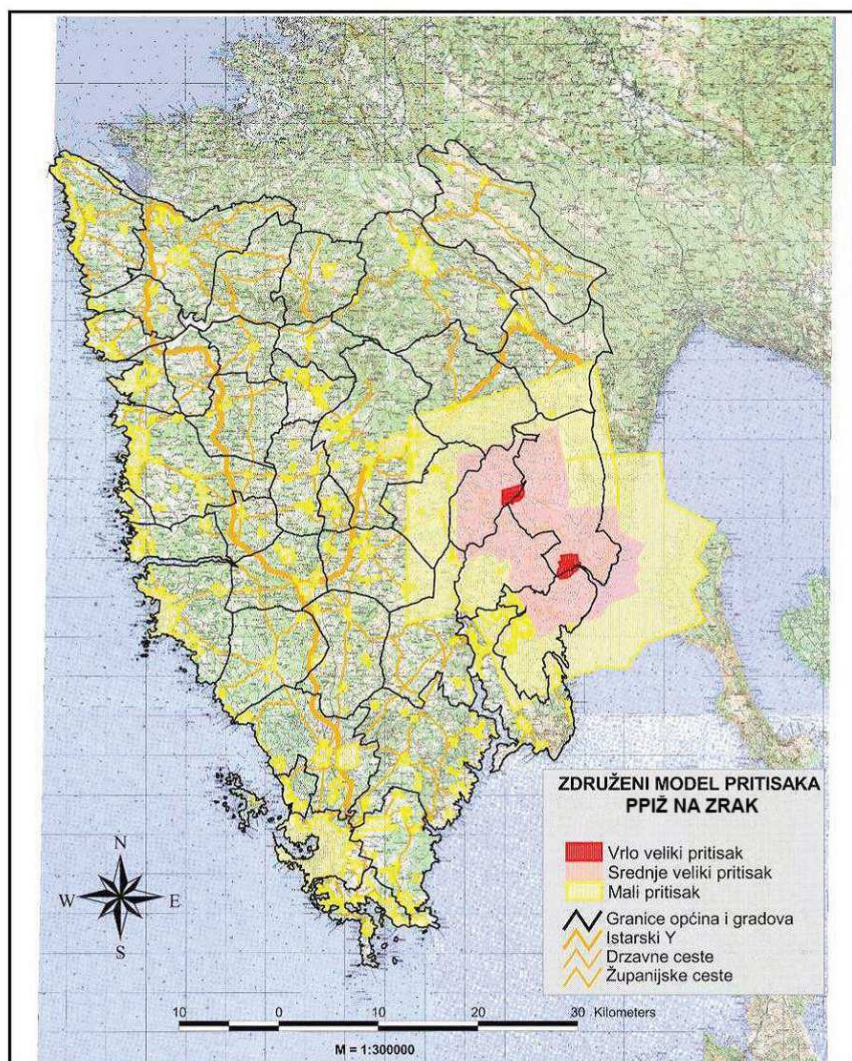 ZDRUŽENI MODEL PRITISAKA
PPIŽ NA ZRAK
Vrlo veliki pritisak
Srednje veliki pritisak
Mali pritisak
Granice općina i gradova
Istarski Y
Drzavne ceste
Županijske ceste
N
W E
S
10 0 10 20 30 Kilometers
M = 1:300000